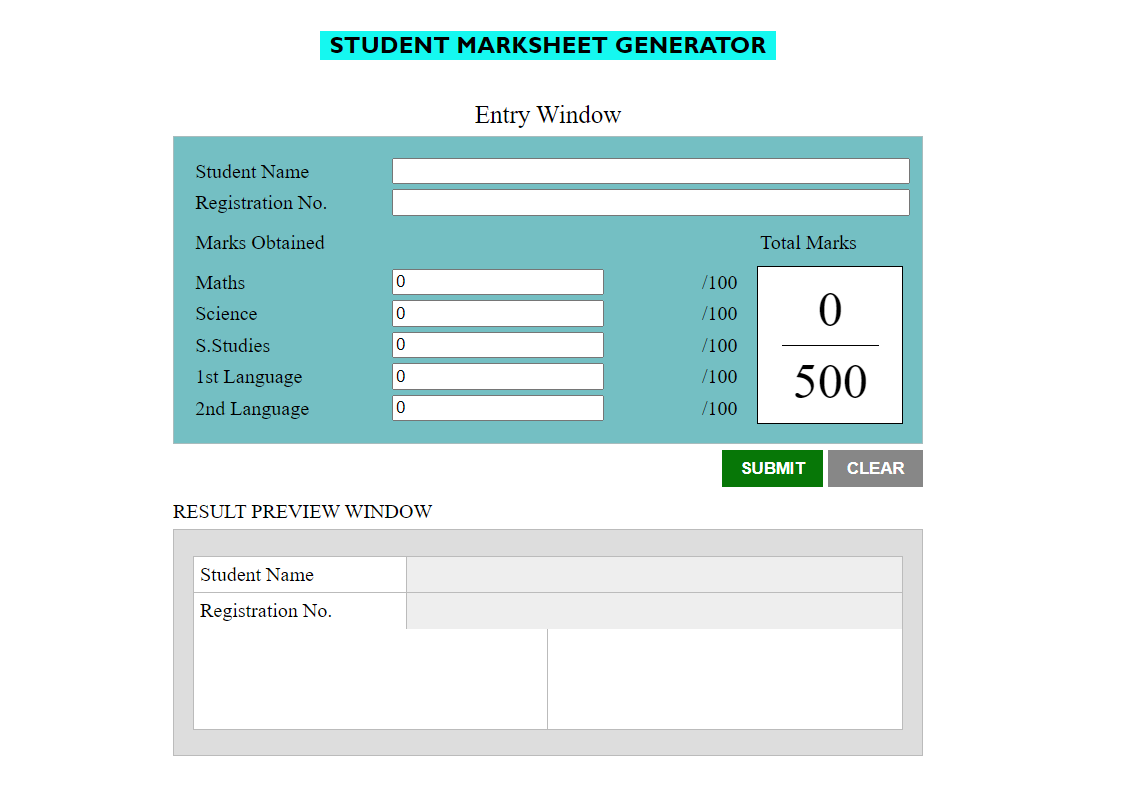 STUDENT MARKSHEET GENERATOR
Entry Window
Student Name
Registration No.
Marks Obtained Total Marks
Maths 0 /100
Science 0 /100
S.Studies 0 /100
1st Language 0 /100
2nd Language 0 /100
0
500
SUBMIT CLEAR
RESULT PREVIEW WINDOW
Student Name
Registration No.